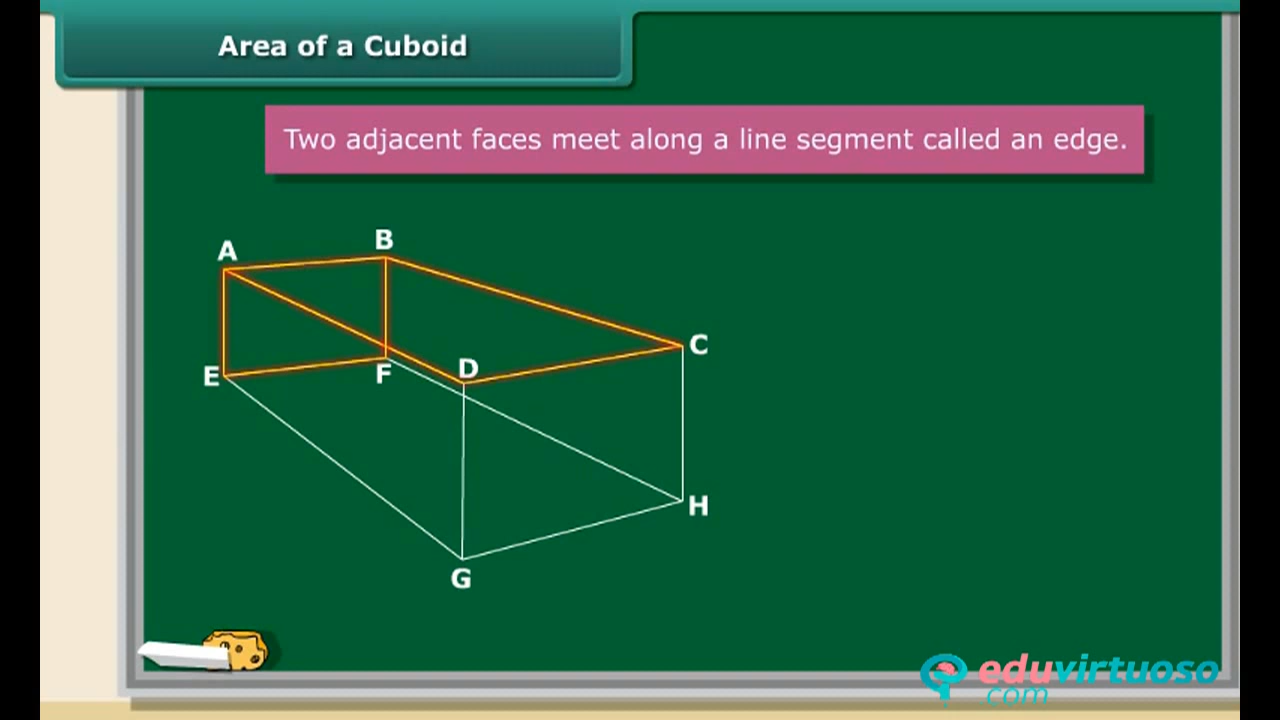 Area of a Cuboid
Two adjacent faces meet along a line segment called an edge.
A
B
C
D
E
F
G
H
eduvirtuoso
.com